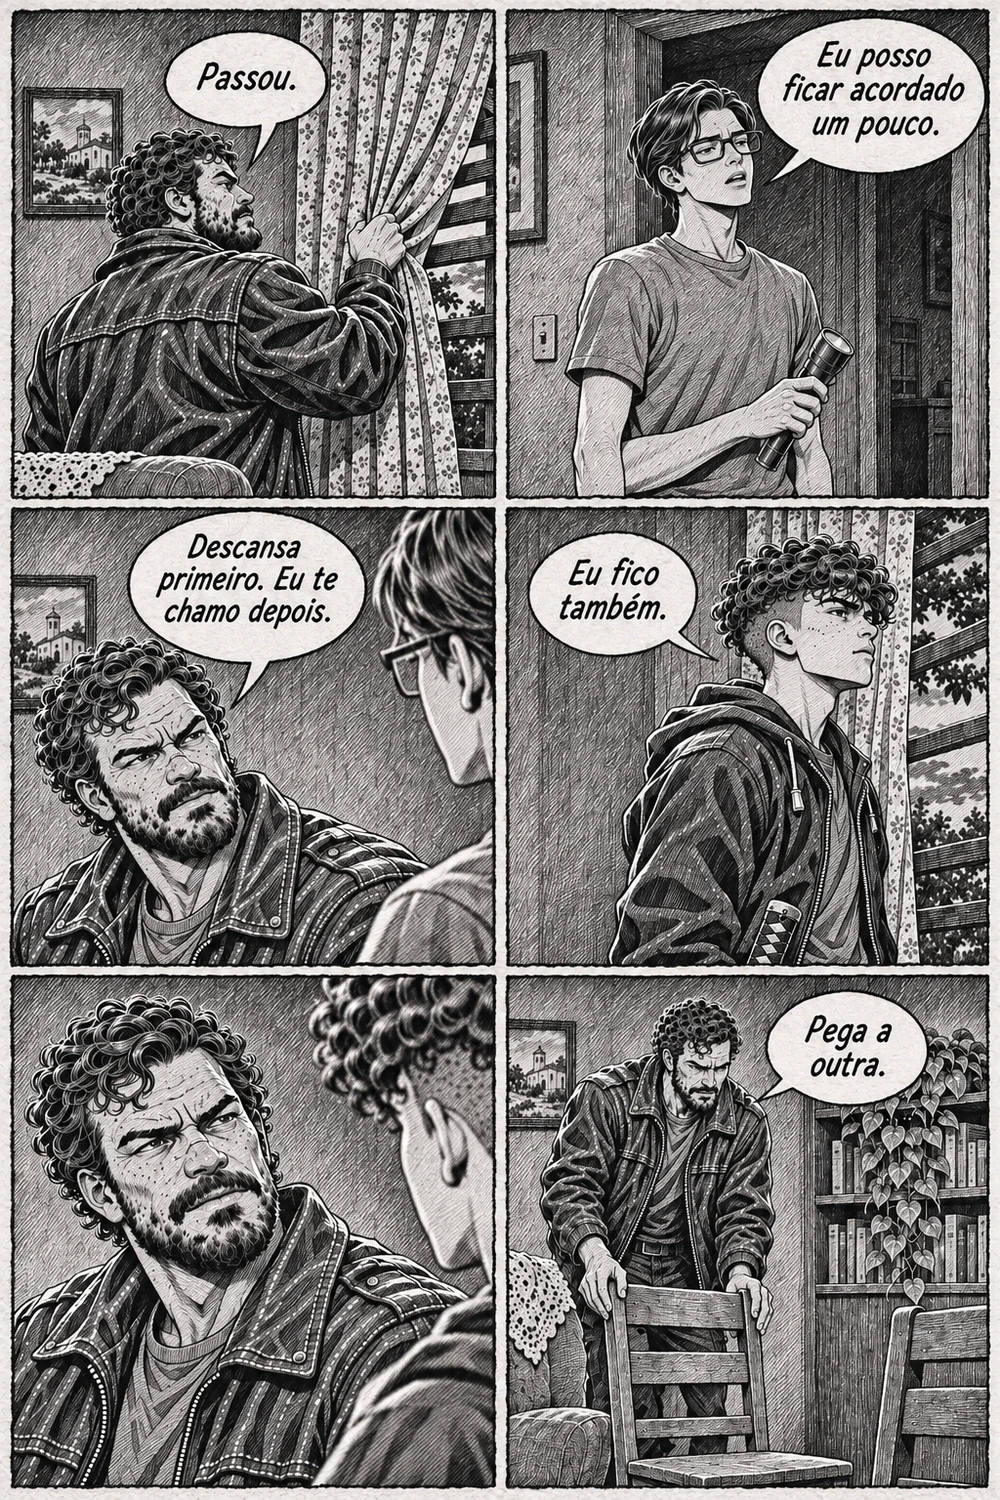 Passou.
Eu posso
ficar acordado
um pouco.
Descansa
primeiro. Eu te
chamo depois.
Eu fico
também.
Pega a
outra.